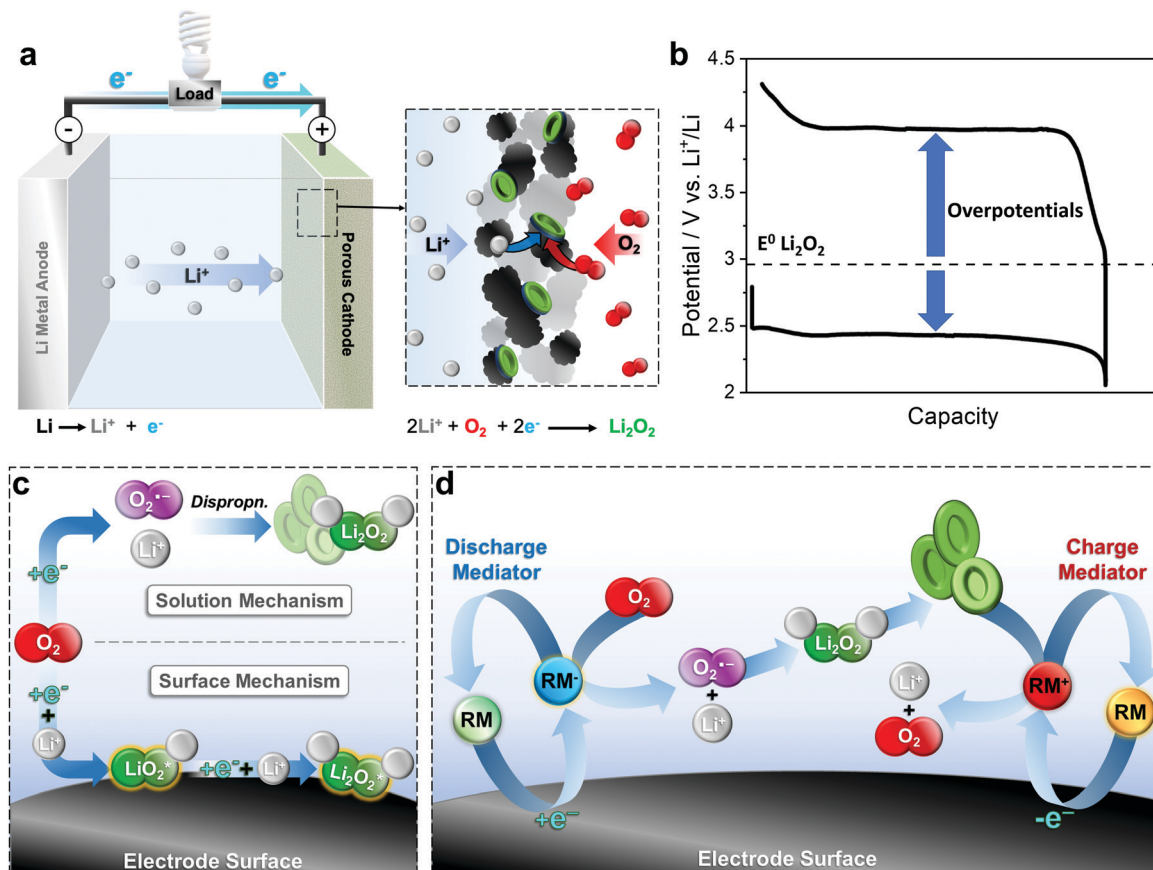 a
e⁻
e⁻
Load
-
+
Li Metal Anode
Li⁺
Porous Cathode
Li⁺
O₂
Li → Li⁺ + e⁻
2Li⁺ + O₂ + 2e⁻ → Li₂O₂
b
Potential / V vs. Li⁺/Li
4.5
4
3.5
3
2.5
2
Overpotentials
E⁰ Li₂O₂
Capacity
c
O₂•−
Li⁺
Dispropn.
Li₂O₂
+e⁻
Solution Mechanism
O₂
Surface Mechanism
+e⁻
+
Li⁺
LiO₂*
+e⁻+
Li⁺
Li₂O₂*
Electrode Surface
d
Discharge
Mediator
O₂
RM⁻
RM
+e⁻
O₂•−
+
Li⁺
Li₂O₂
Charge
Mediator
RM⁺
RM
Li⁺
+
O₂
-e⁻
Electrode Surface